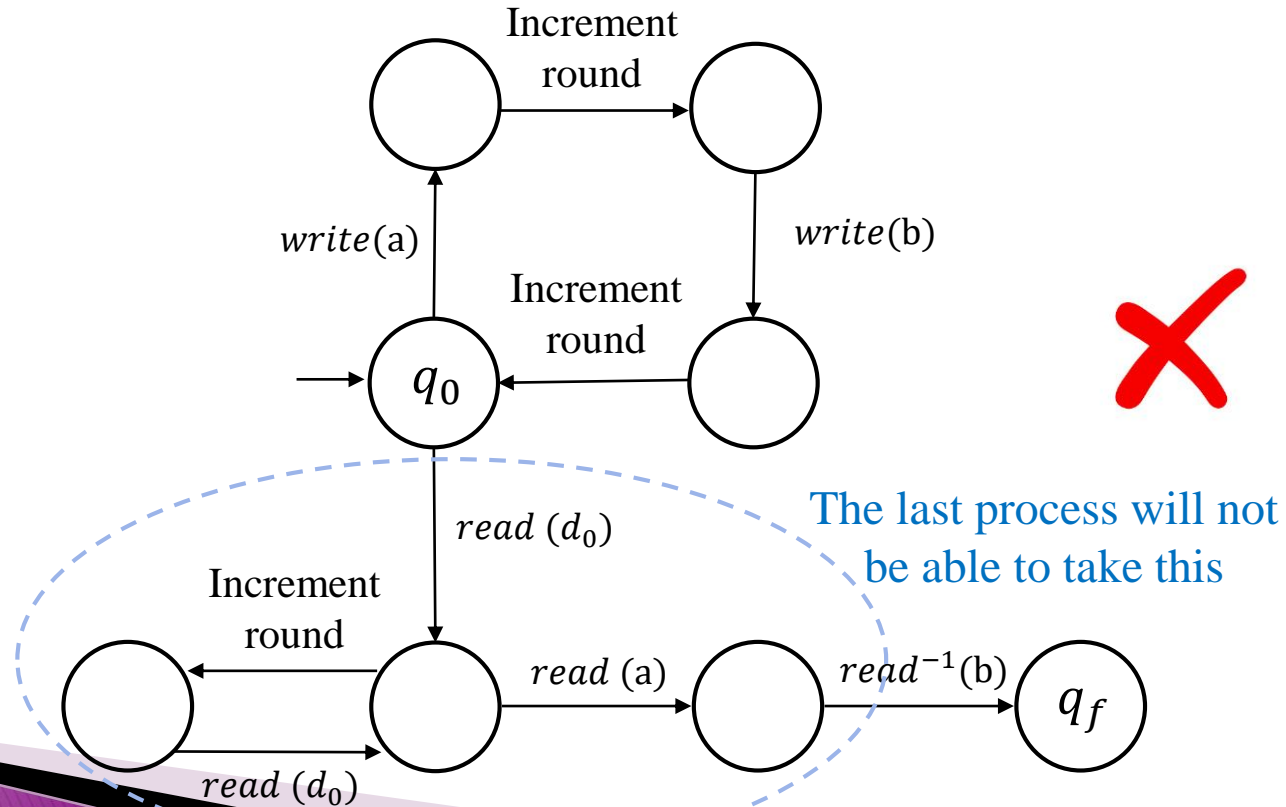 Increment
round
write(a)
write(b)
Increment
round
q₀
read (d₀)
The last process will not
be able to take this
Increment
round
read (a)
read⁻¹(b)
q_f
read (d₀)